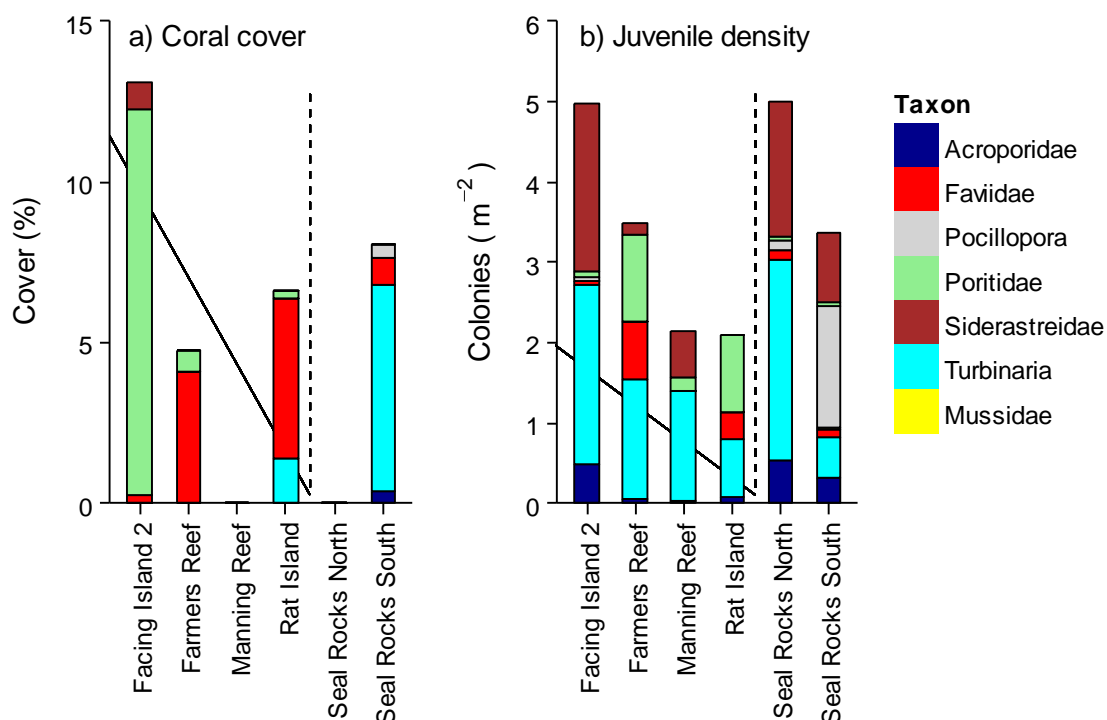 a) Coral cover
Cover (%)
15
10
5
0
Facing Island 2
Farmers Reef
Manning Reef
Rat Island
Seal Rocks North
Seal Rocks South
b) Juvenile density
Colonies ( m⁻²)
6
5
4
3
2
1
0
Facing Island 2
Farmers Reef
Manning Reef
Rat Island
Seal Rocks North
Seal Rocks South
Taxon
Acroporidae
Faviidae
Pocillopora
Poritidae
Siderastreidae
Turbinaria
Mussidae